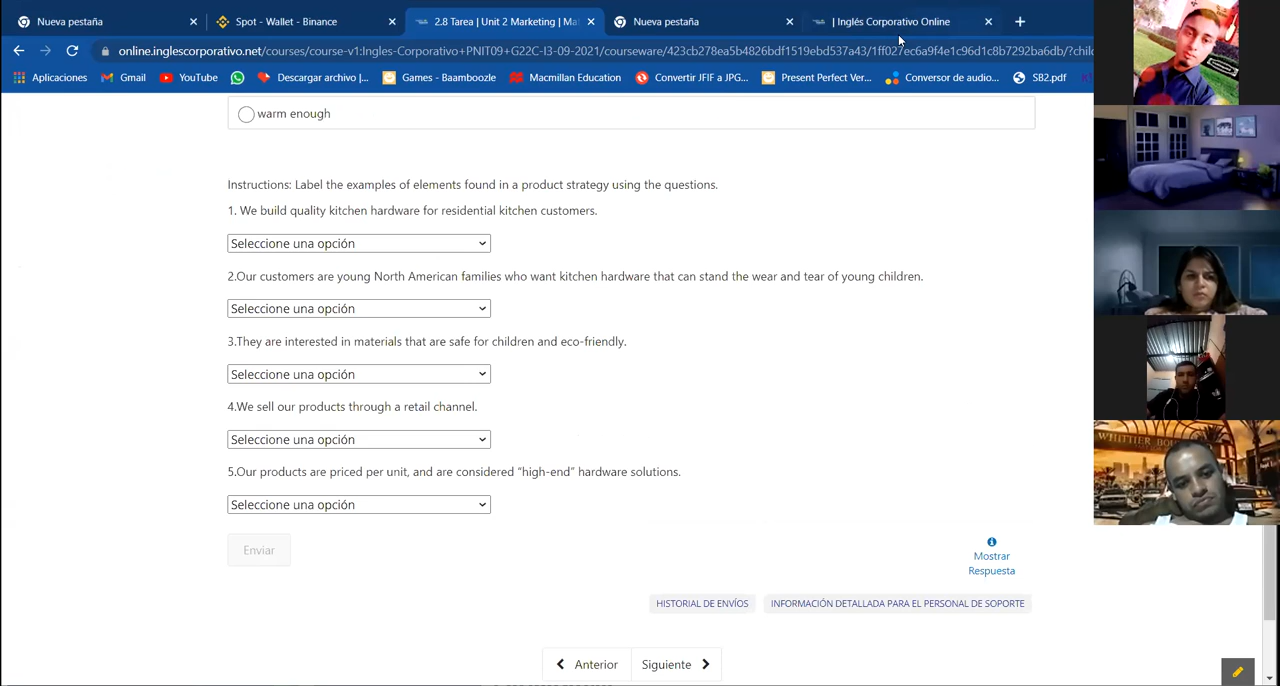 Nueva pestaña
Spot - Wallet - Binance
2.8 Tarea | Unit 2 Marketing | Ma
Nueva pestaña
| Inglés Corporativo Online
online.inglescorporativo.net/courses/course-v1:Ingles-Corporativo+PNIT09+G22C-I3-09-2021/courseware/423cb278ea5b4826bdf1519ebd537a43/1ff027ec6a9f4e1c96d1c8b7292ba6db/?chilc
Aplicaciones
Gmail
YouTube
Descargar archivo |...
Games - Baamboozle
Macmillan Education
Convertir JFIF a JPG...
Present Perfect Ver...
Conversor de audio...
SB2.pdf
warm enough
Instructions: Label the examples of elements found in a product strategy using the questions.
1. We build quality kitchen hardware for residential kitchen customers.
Seleccione una opción
2.Our customers are young North American families who want kitchen hardware that can stand the wear and tear of young children.
Seleccione una opción
3.They are interested in materials that are safe for children and eco-friendly.
Seleccione una opción
4.We sell our products through a retail channel.
Seleccione una opción
5.Our products are priced per unit, and are considered "high-end" hardware solutions.
Seleccione una opción
Enviar
Mostrar
Respuesta
HISTORIAL DE ENVÍOS
INFORMACIÓN DETALLADA PARA EL PERSONAL DE SOPORTE
Anterior
Siguiente
WHITTIER